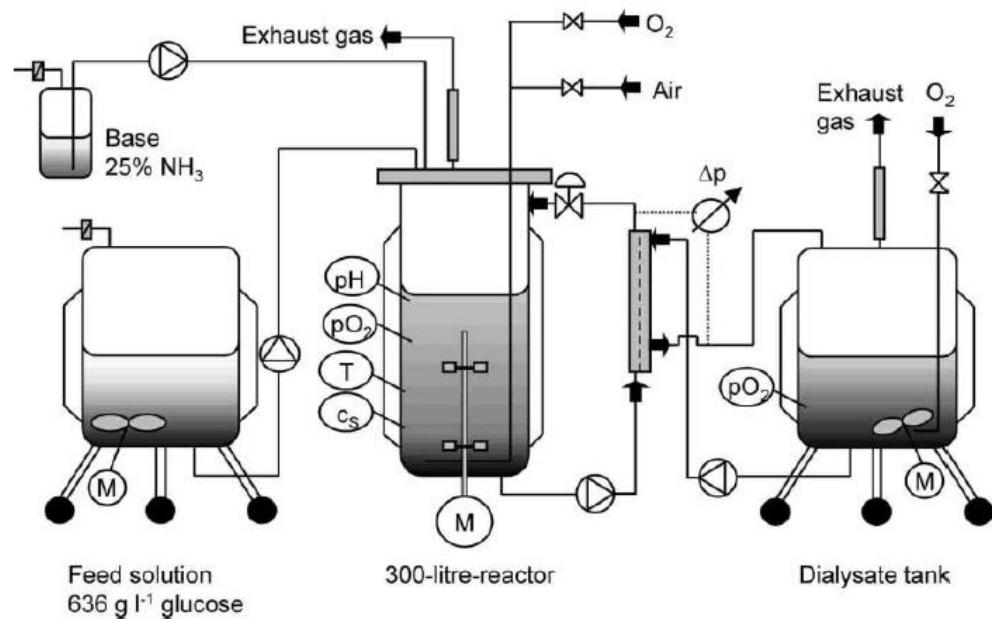 Exhaust gas
O₂
Air
Base
25% NH₃
Exhaust
gas
O₂
Δp
pH
pO₂
T
cₛ
pO₂
M
M
M
Feed solution
636 g l⁻¹ glucose
300-litre-reactor
Dialysate tank